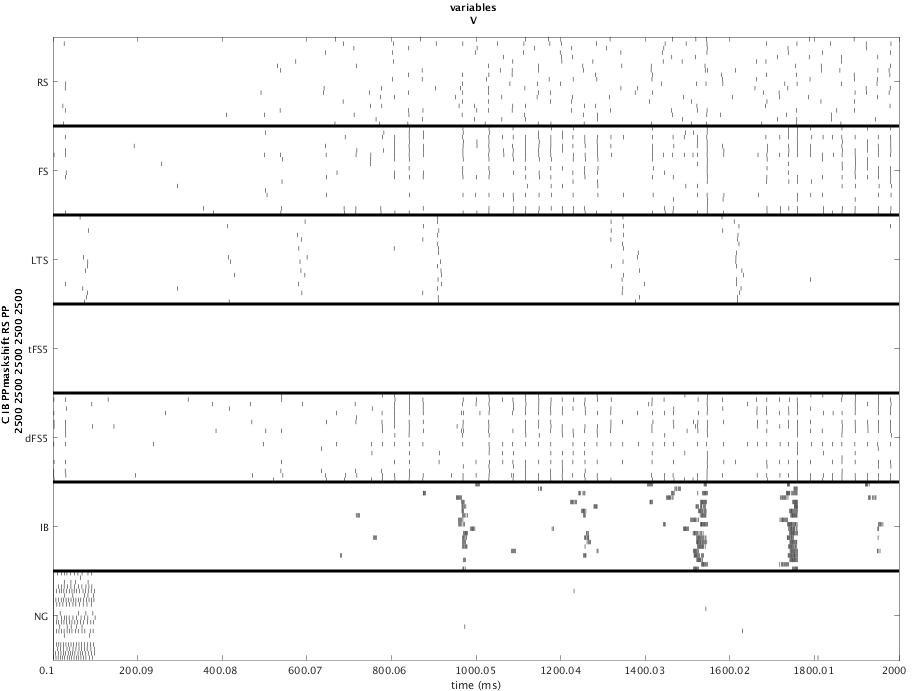 variables
V
RS
FS
LTS
tFS5
dFS5
IB
NG
C IB PPmaskshift RS PP
2500 2500 2500 2500 2500
0.1 200.09 400.08 600.07 800.06 1000.05 1200.04 1400.03 1600.02 1800.01 2000
time (ms)